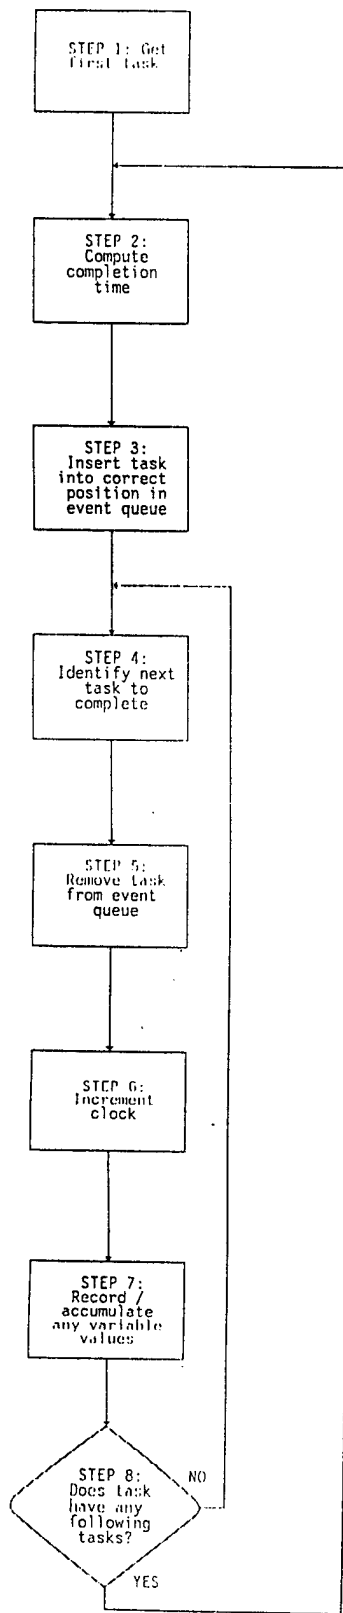 STEP 1: Get
first task
STEP 2:
Compute
completion
time
STEP 3:
Insert task
into correct
position in
event queue
STEP 4:
Identify next
task to
complete
STEP 5:
Remove task
from event
queue
STEP 6:
Increment
clock
STEP 7:
Record /
accumulate
any variable
values
STEP 8:
Does task
have any
following
tasks?
NO
YES